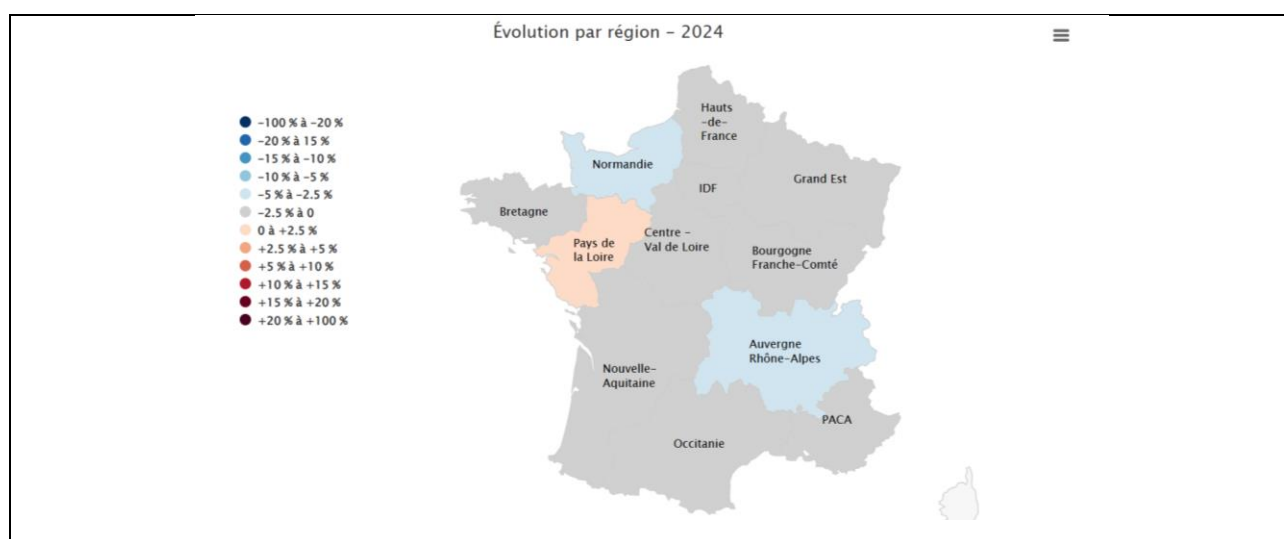 Évolution par région – 2024
-100 % à -20 %
-20 % à 15 %
-15 % à -10 %
-10 % à -5 %
-5 % à -2.5 %
-2.5 % à 0
0 à +2.5 %
+2.5 % à +5 %
+5 % à +10 %
+10 % à +15 %
+15 % à +20 %
+20 % à +100 %
Hauts
-de-
France
Normandie
IDF
Grand Est
Bretagne
Pays de
la Loire
Centre –
Val de Loire
Bourgogne
Franche-Comté
Auvergne
Rhône-Alpes
Nouvelle-
Aquitaine
PACA
Occitanie